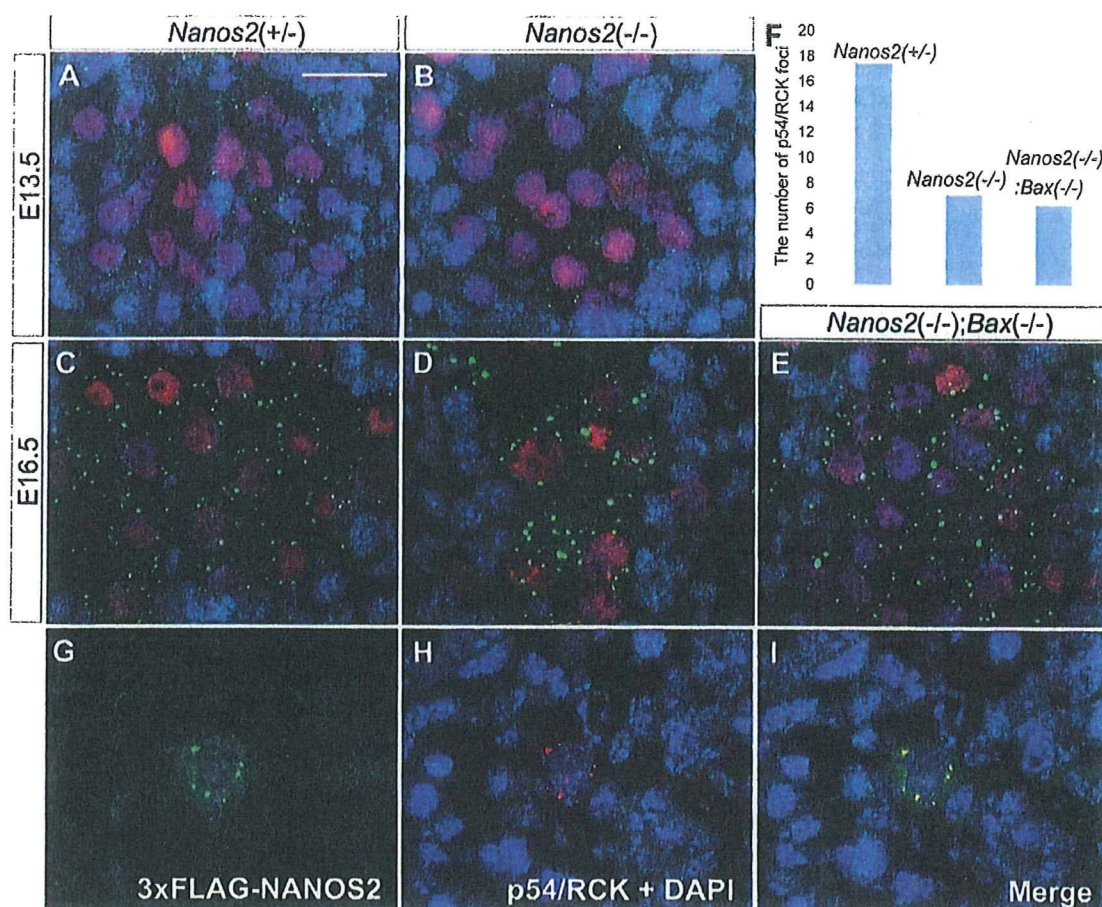 Nanos2(+/-)
Nanos2(-/-)
A
B
E13.5
F
The number of p54/RCK foci
20
18
16
14
12
10
8
6
4
2
0
Nanos2(+/-)
Nanos2(-/-)
Nanos2(-/-)
:Bax(-/-)
Nanos2(-/-);Bax(-/-)
C
D
E
E16.5
G
H
I
3xFLAG-NANOS2
p54/RCK + DAPI
Merge